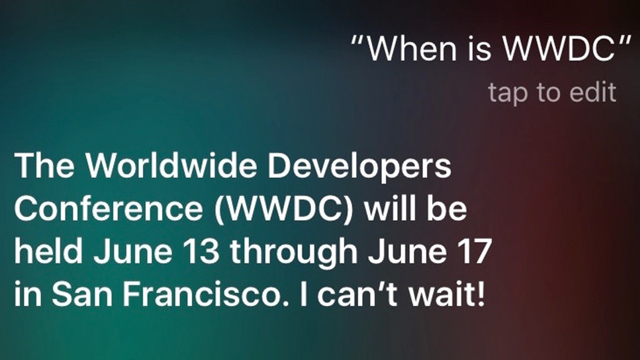 "When is WWDC"
tap to edit
The Worldwide Developers
Conference (WWDC) will be
held June 13 through June 17
in San Francisco. I can't wait!